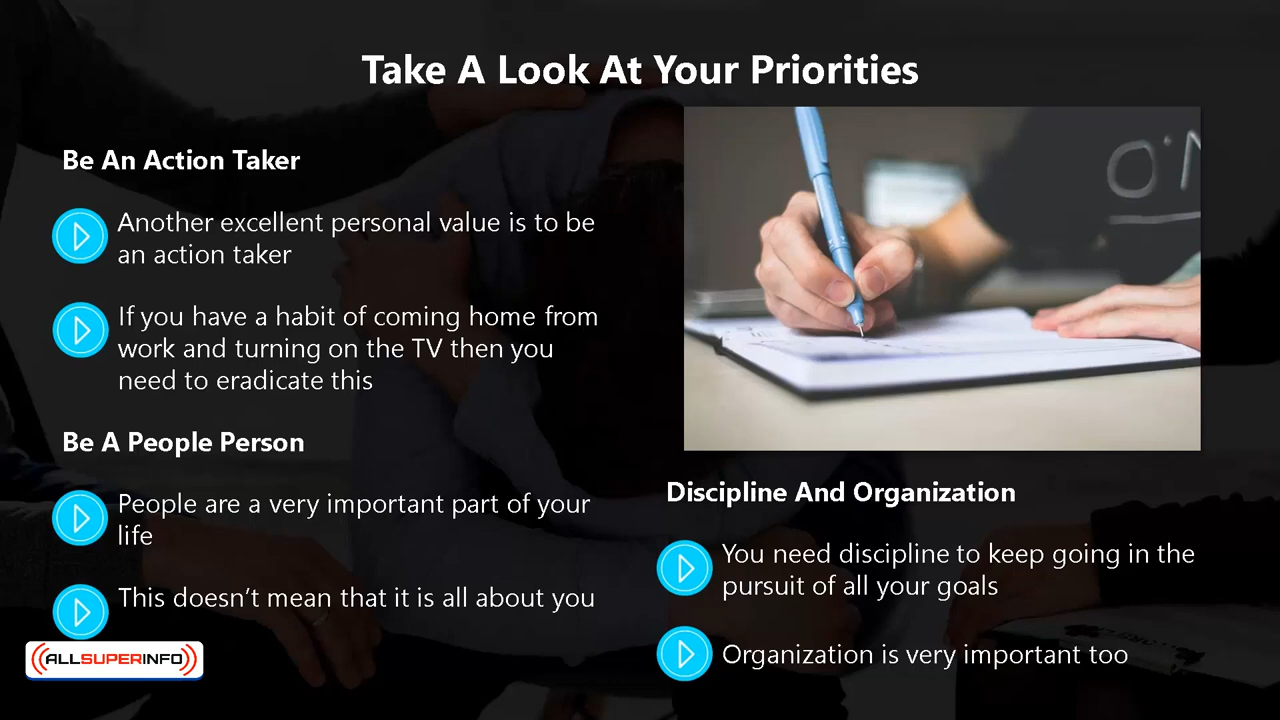 Take A Look At Your Priorities
Be An Action Taker
Another excellent personal value is to be
an action taker
If you have a habit of coming home from
work and turning on the TV then you
need to eradicate this
Be A People Person
People are a very important part of your
life
This doesn't mean that it is all about you
ALLSUPERINFO
Discipline And Organization
You need discipline to keep going in the
pursuit of all your goals
Organization is very important too